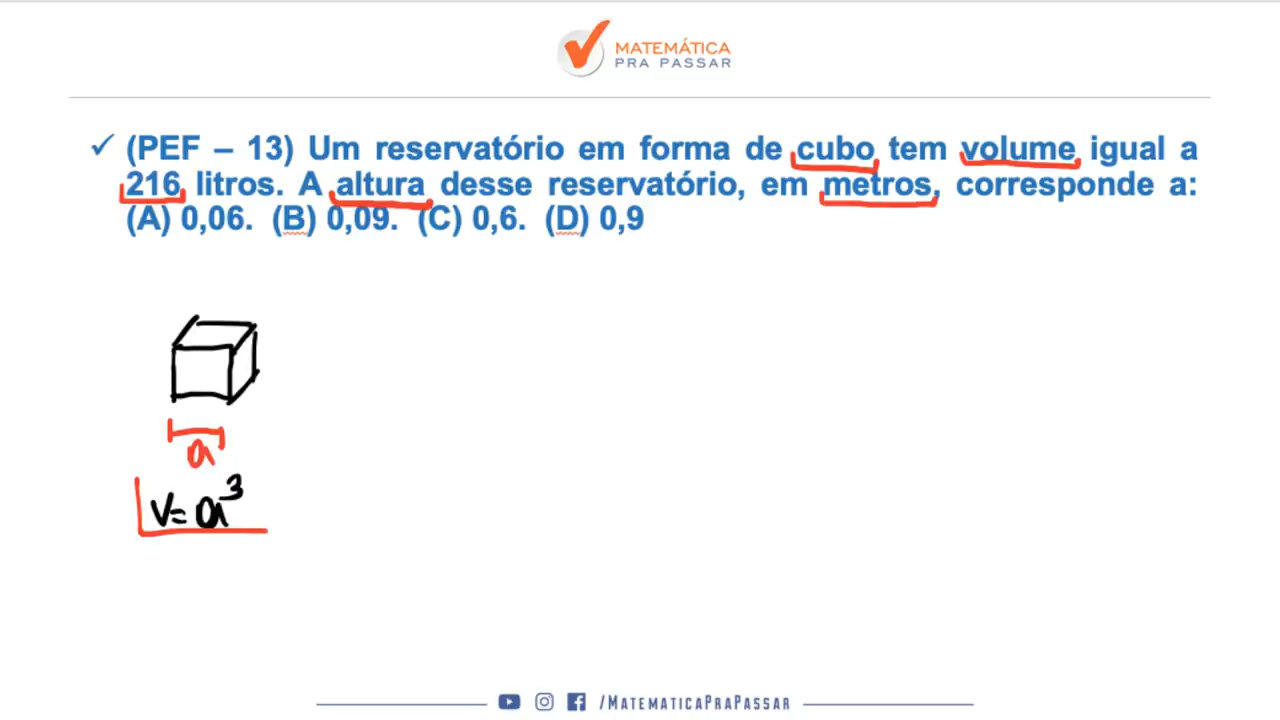 MATEMÁTICA
PRA PASSAR
✓ (PEF – 13) Um reservatório em forma de cubo tem volume igual a
216 litros. A altura desse reservatório, em metros, corresponde a:
(A) 0,06. (B) 0,09. (C) 0,6. (D) 0,9
a
V= a³
/MATEMATICAPRAPASSAR